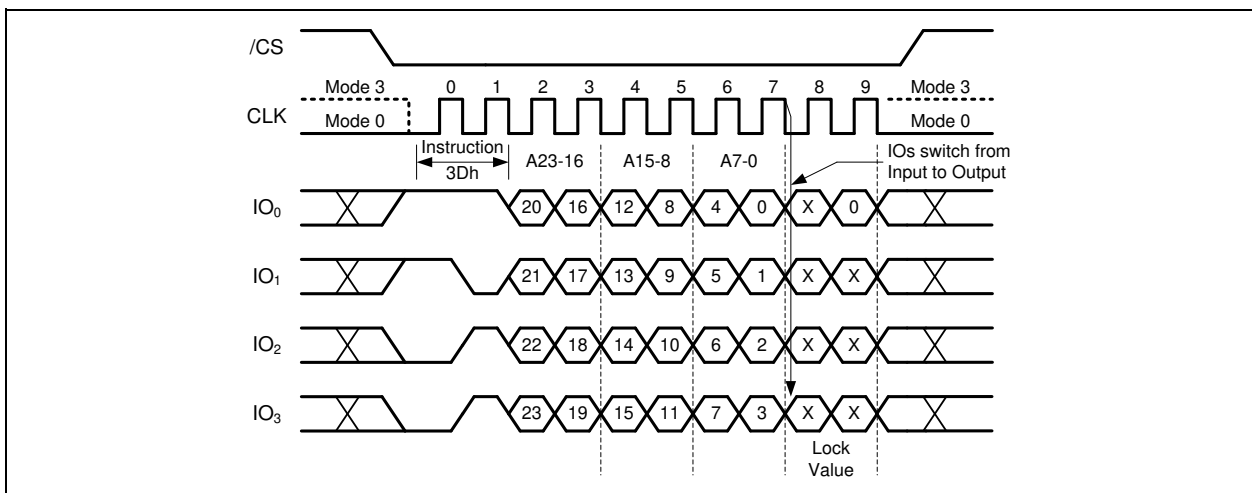 /CS
Mode 3 0 1 2 3 4 5 6 7 8 9 Mode 3
CLK
Mode 0 Mode 0
Instruction
3Dh
A23-16 A15-8 A7-0
IOs switch from
Input to Output
IO₀ 20 16 12 8 4 0 X 0
IO₁ 21 17 13 9 5 1 X X
IO₂ 22 18 14 10 6 2 X X
IO₃ 23 19 15 11 7 3 X X
Lock
Value